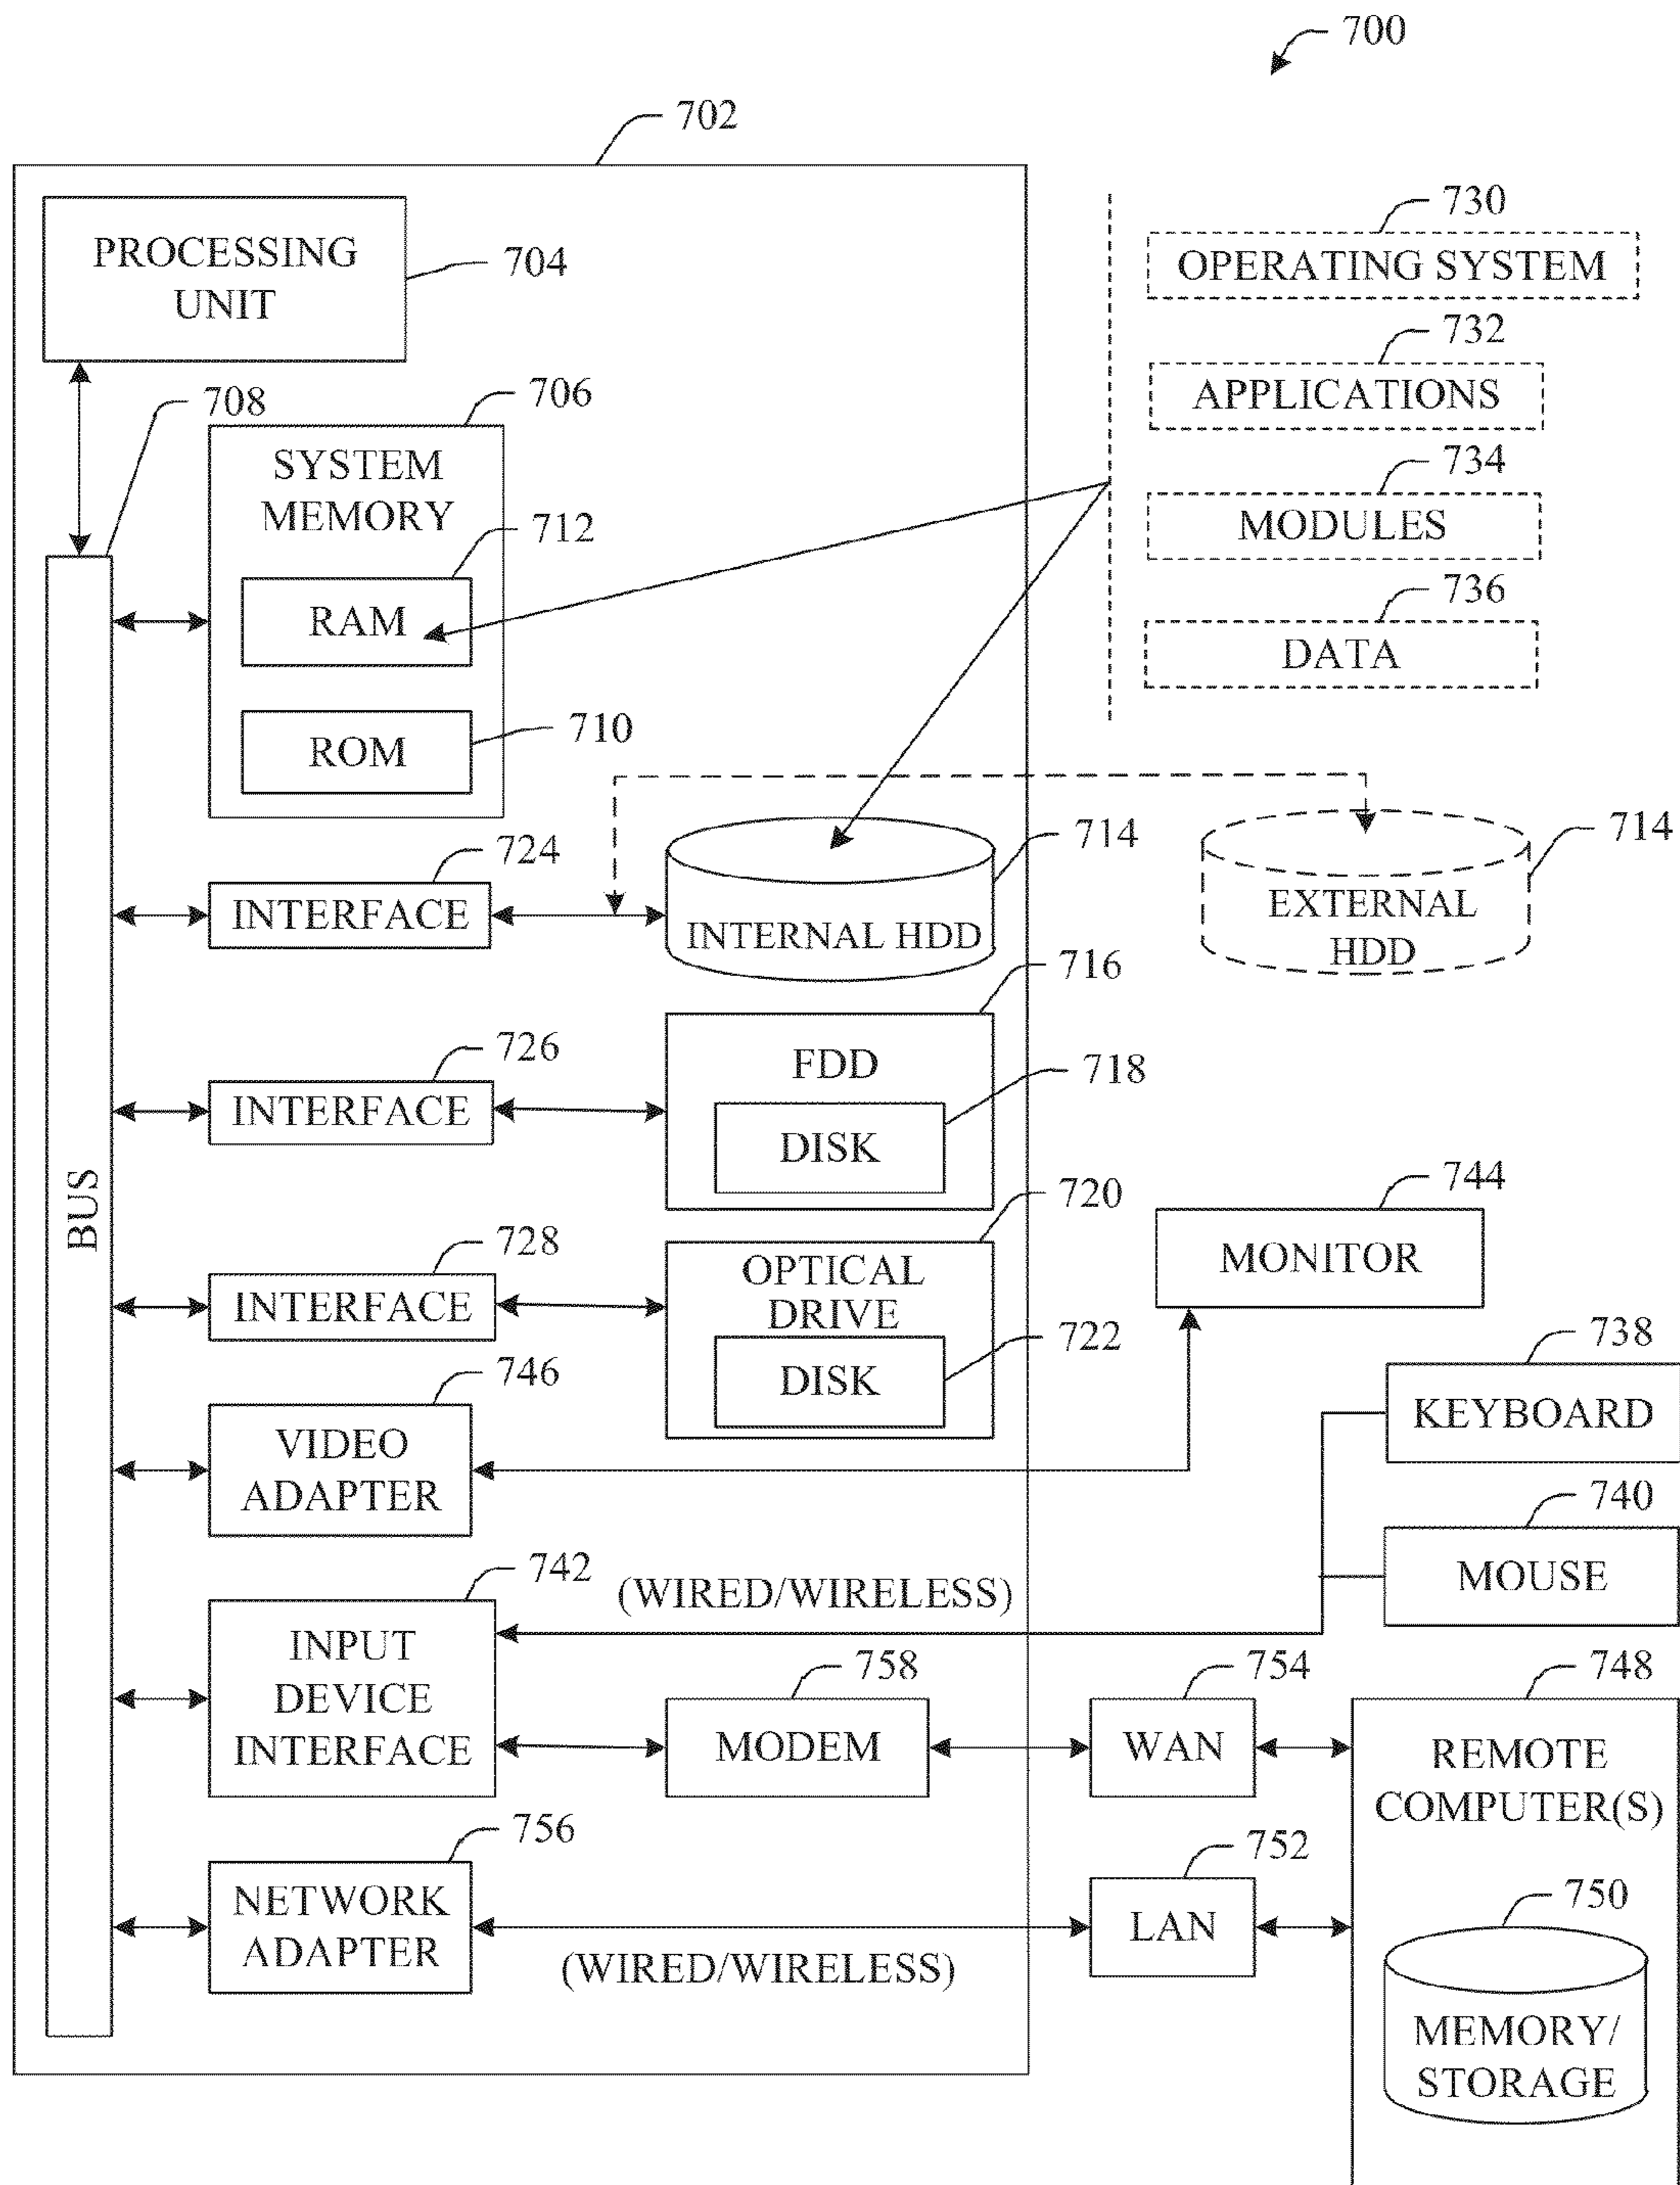 700
702
PROCESSING
UNIT
704
730
OPERATING SYSTEM
732
APPLICATIONS
734
MODULES
736
DATA
708
706
SYSTEM
MEMORY
712
RAM
710
ROM
724
INTERFACE
714
INTERNAL HDD
714
EXTERNAL
HDD
716
FDD
718
DISK
726
INTERFACE
BUS
720
OPTICAL
DRIVE
722
DISK
728
INTERFACE
744
MONITOR
738
KEYBOARD
746
VIDEO
ADAPTER
740
MOUSE
742
(WIRED/WIRELESS)
INPUT
DEVICE
INTERFACE
758
MODEM
754
WAN
748
REMOTE
COMPUTER(S)
756
NETWORK
ADAPTER
(WIRED/WIRELESS)
752
LAN
750
MEMORY/
STORAGE